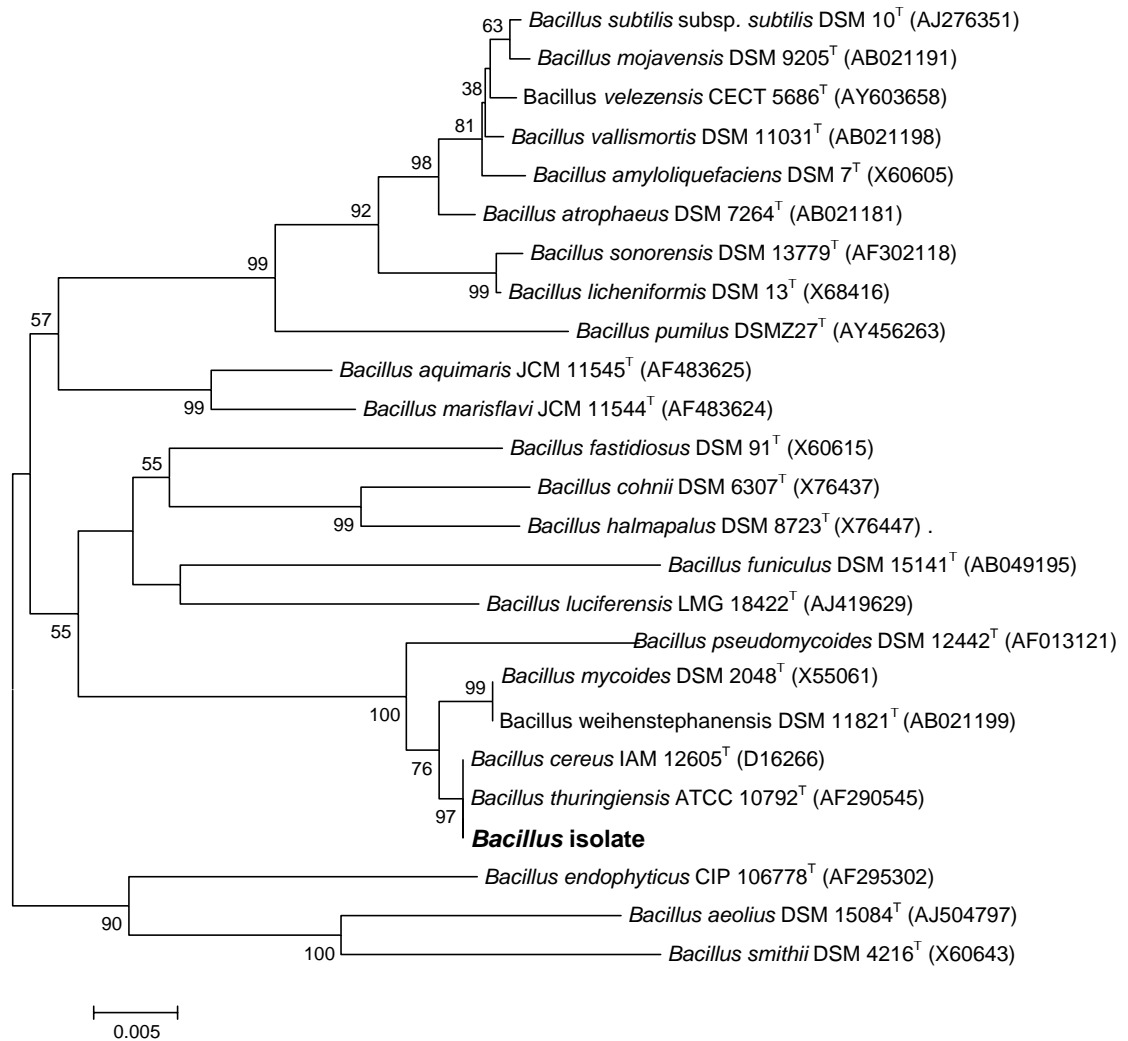 63 Bacillus subtilis subsp. subtilis DSM 10T (AJ276351)
Bacillus mojavensis DSM 9205T (AB021191)
38 Bacillus velezensis CECT 5686T (AY603658)
81 Bacillus vallismortis DSM 11031T (AB021198)
98 Bacillus amyloliquefaciens DSM 7T (X60605)
92 Bacillus atrophaeus DSM 7264T (AB021181)
99 Bacillus sonorensis DSM 13779T (AF302118)
99 Bacillus licheniformis DSM 13T (X68416)
57 Bacillus pumilus DSMZ27T (AY456263)
Bacillus aquimaris JCM 11545T (AF483625)
99 Bacillus marisflavi JCM 11544T (AF483624)
55 Bacillus fastidiosus DSM 91T (X60615)
Bacillus cohnii DSM 6307T (X76437)
99 Bacillus halmapalus DSM 8723T (X76447) .
Bacillus funiculus DSM 15141T (AB049195)
Bacillus luciferensis LMG 18422T (AJ419629)
55 Bacillus pseudomycoides DSM 12442T (AF013121)
99 Bacillus mycoides DSM 2048T (X55061)
100 Bacillus weihenstephanensis DSM 11821T (AB021199)
76 Bacillus cereus IAM 12605T (D16266)
Bacillus thuringiensis ATCC 10792T (AF290545)
97 Bacillus isolate
Bacillus endophyticus CIP 106778T (AF295302)
90 Bacillus aeolius DSM 15084T (AJ504797)
100 Bacillus smithii DSM 4216T (X60643)
0.005